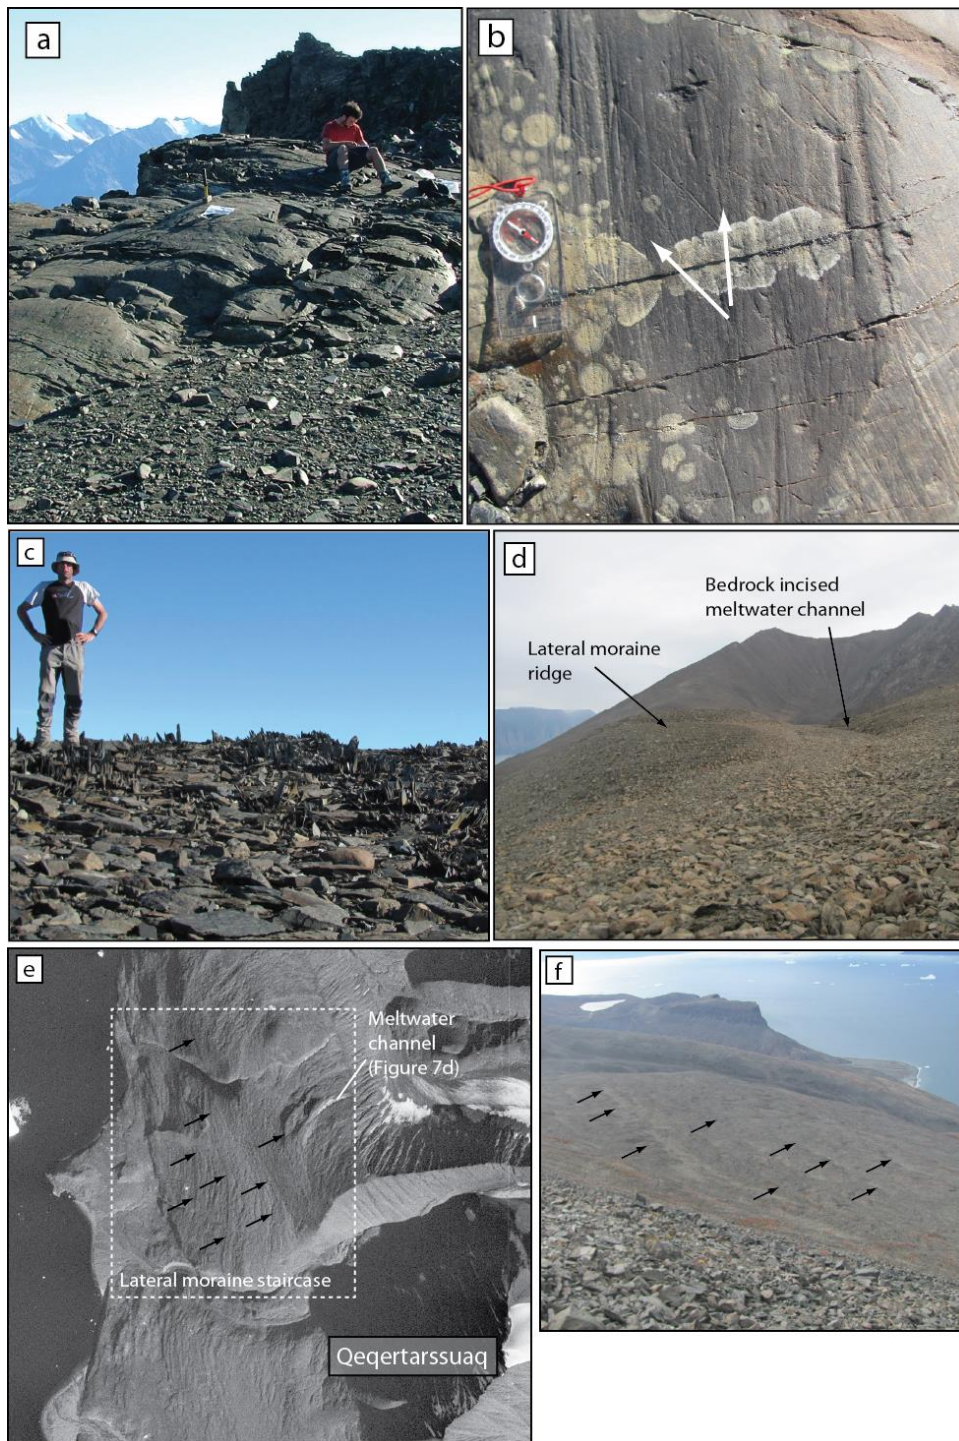 a
b
c
d
Bedrock incised
meltwater channel
Lateral moraine
ridge
e
Meltwater
channel
(Figure 7d)
Lateral moraine staircase
Qeqertarssuaq
f